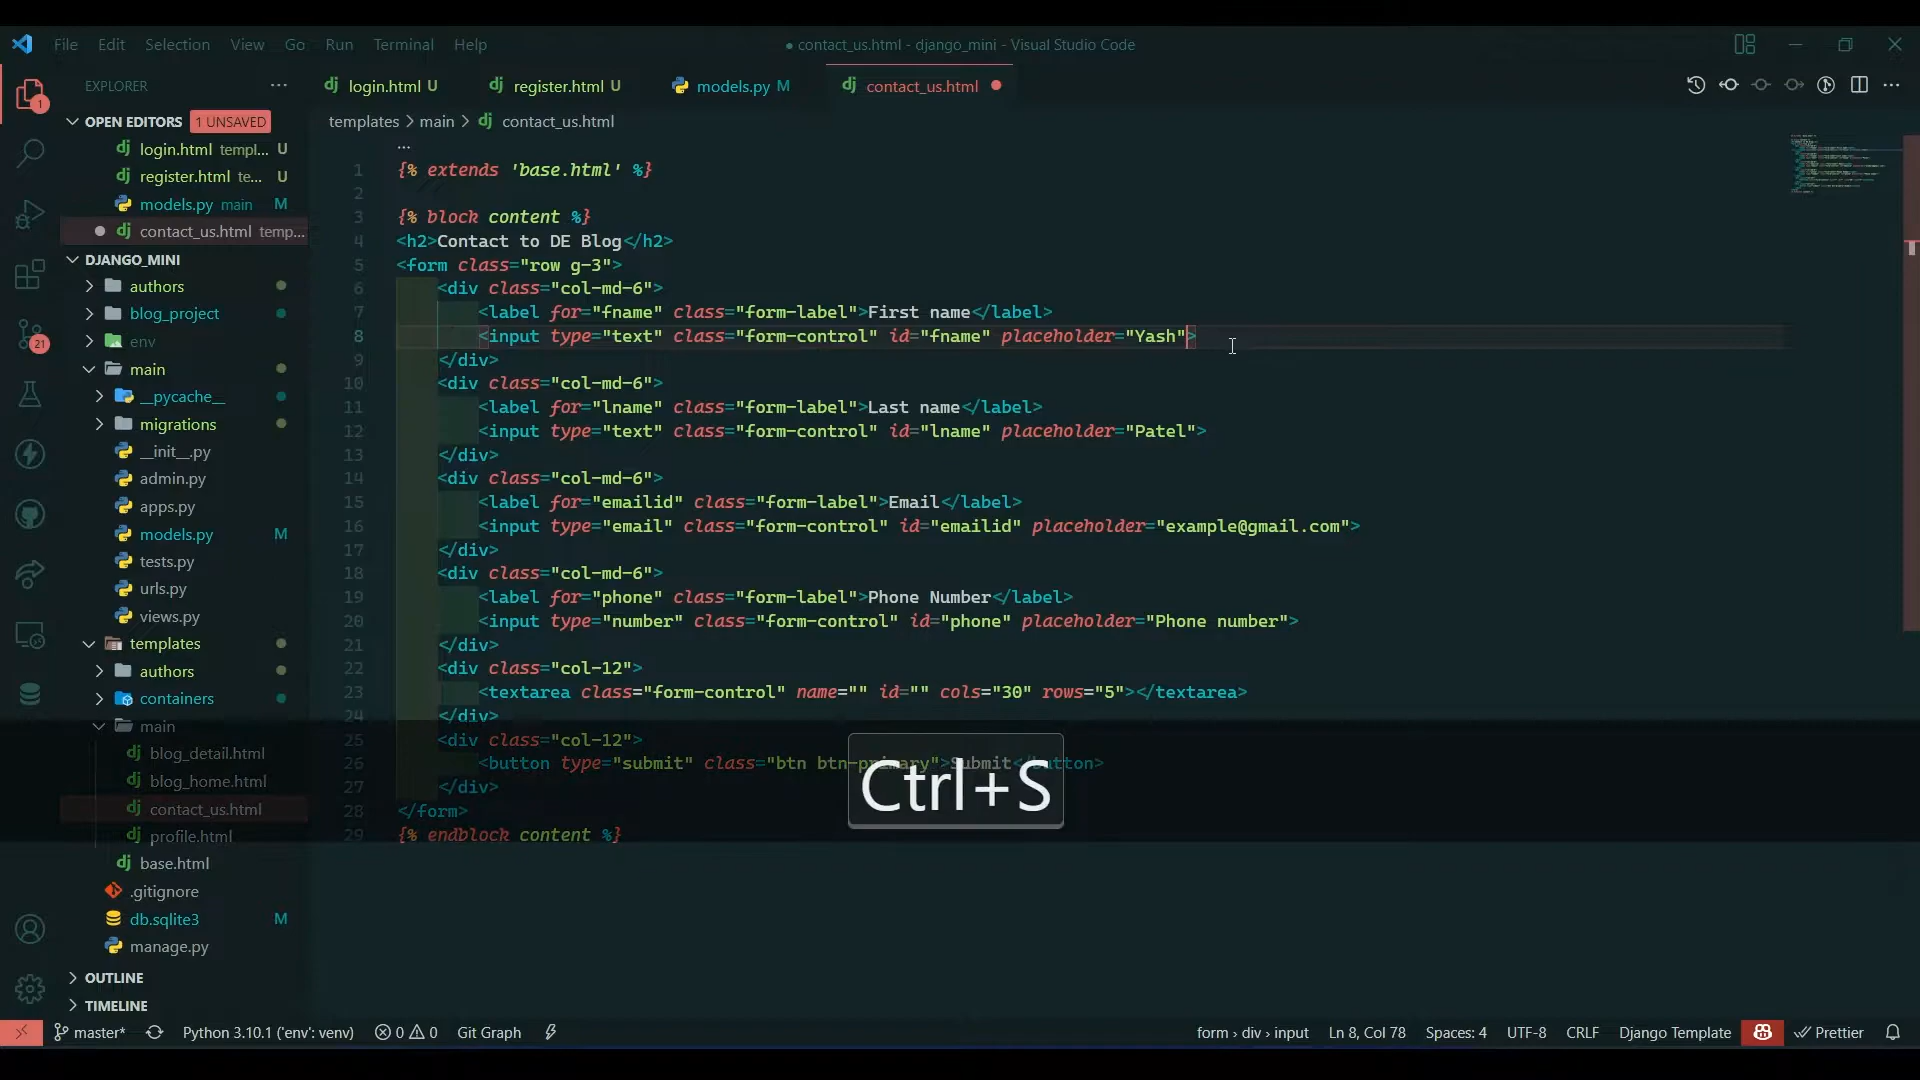 File Edit Selection View Go Run Terminal Help
● contact_us.html - django_mini - Visual Studio Code
EXPLORER ···
login.html U register.html U models.py M contact_us.html ●
OPEN EDITORS 1 UNSAVED
login.html templ... U
register.html te... U
models.py main M
● contact_us.html temp...
DJANGO_MINI
authors
blog_project
env
main
__pycache__
migrations
__init__.py
admin.py
apps.py
models.py M
tests.py
urls.py
views.py
templates
authors
containers
main
blog_detail.html
blog_home.html
contact_us.html
profile.html
base.html
.gitignore
db.sqlite3 M
manage.py
OUTLINE
TIMELINE
1
21
templates > main > contact_us.html
...
1 {% extends 'base.html' %}
2
3 {% block content %}
4 <h2>Contact to DE Blog</h2>
5 <form class="row g-3">
6 <div class="col-md-6">
7 <label for="fname" class="form-label">First name</label>
8 <input type="text" class="form-control" id="fname" placeholder="Yash">
9 </div>
10 <div class="col-md-6">
11 <label for="lname" class="form-label">Last name</label>
12 <input type="text" class="form-control" id="lname" placeholder="Patel">
13 </div>
14 <div class="col-md-6">
15 <label for="emailid" class="form-label">Email</label>
16 <input type="email" class="form-control" id="emailid" placeholder="example@gmail.com">
17 </div>
18 <div class="col-md-6">
19 <label for="phone" class="form-label">Phone Number</label>
20 <input type="number" class="form-control" id="phone" placeholder="Phone number">
21 </div>
22 <div class="col-12">
23 <textarea class="form-control" name="" id="" cols="30" rows="5"></textarea>
24 </div>
25 <div class="col-12">
26 <button type="submit" class="btn btn-primary">Submit</button>
27 </div>
28 </form>
29 {% endblock content %}
Ctrl+S
master* Python 3.10.1 ('env': venv) 0 0 Git Graph form › div › input Ln 8, Col 78 Spaces: 4 UTF-8 CRLF Django Template Prettier